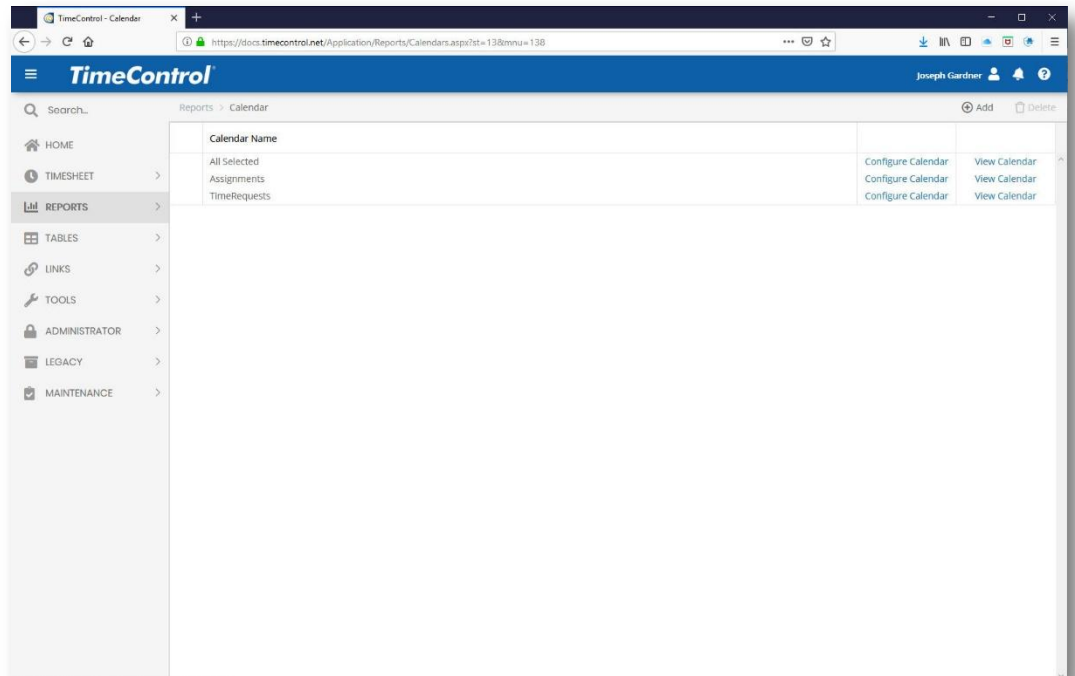 TimeControl - Calendar
https://docs.timecontrol.net/Application/Reports/Calendars.aspx?st=138&mnu=138
TimeControl
Joseph Gardner
Search...
Reports > Calendar
Add
Delete
HOME
TIMESHEET
REPORTS
TABLES
LINKS
TOOLS
ADMINISTRATOR
LEGACY
MAINTENANCE
Calendar Name
All Selected Configure Calendar View Calendar
Assignments Configure Calendar View Calendar
TimeRequests Configure Calendar View Calendar